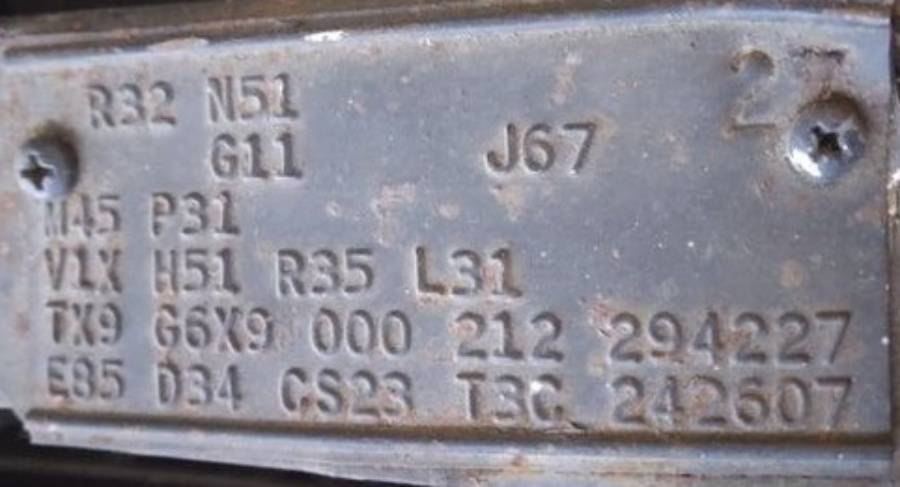 R32 N51 27
G11 J67
M45 P31
V1X H51 R35 L31
TX9 G6X9 000 212 294227
E85 D34 CS23 T3C 242607